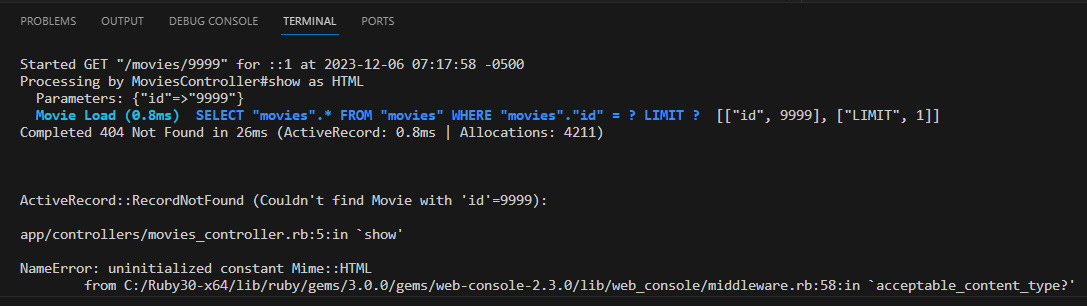 PROBLEMS OUTPUT DEBUG CONSOLE TERMINAL PORTS
Started GET "/movies/9999" for ::1 at 2023-12-06 07:17:58 -0500
Processing by MoviesController#show as HTML
  Parameters: {"id"=>"9999"}
  Movie Load (0.8ms)  SELECT "movies".* FROM "movies" WHERE "movies"."id" = ? LIMIT ?  [["id", 9999], ["LIMIT", 1]]
Completed 404 Not Found in 26ms (ActiveRecord: 0.8ms | Allocations: 4211)
ActiveRecord::RecordNotFound (Couldn't find Movie with 'id'=9999):
app/controllers/movies_controller.rb:5:in `show'
NameError: uninitialized constant Mime::HTML
        from C:/Ruby30-x64/lib/ruby/gems/3.0.0/gems/web-console-2.3.0/lib/web_console/middleware.rb:58:in `acceptable_content_type?'